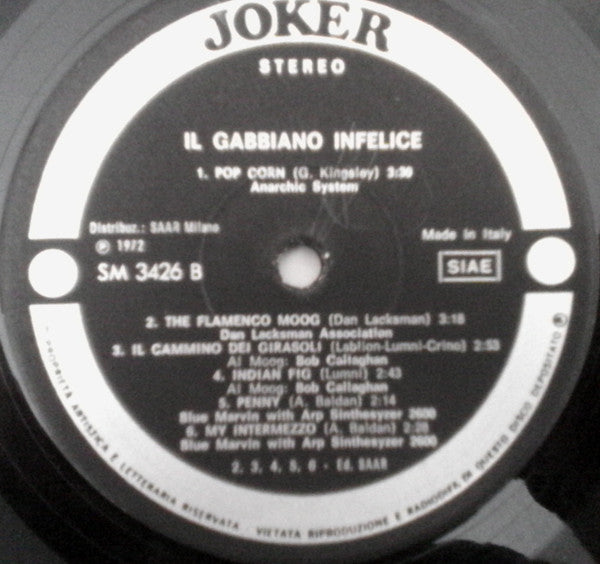 JOKER
STEREO
IL GABBIANO INFELICE
1. POP CORN (G. Kingsley) 3:30
Anarchic System
Distribuz.: SAAR Milano
Ⓟ 1972
SM 3426 B
Made in Italy
SIAE
2. THE FLAMENCO MOOG (Dan Lacksman) 3:18
Dan Lacksman Association
3. IL CAMMINO DEI GIRASOLI (Lablion-Lumni-Crino) 2:53
Al Moog: Bob Callaghan
4. INDIAN FIG (Lumni) 2:43
Al Moog: Bob Callaghan
5. PENNY (A. Baldan) 2:14
Blue Marvin with Arp Sinthesyzer 2600
6. MY INTERMEZZO (A. Baldan) 2:28
Blue Marvin with Arp Sinthesyzer 2600
2, 3, 4, 5, 6 - Ed. SAAR
PROPRIETÀ ARTISTICA E LETTERARIA RISERVATA - VIETATA RIPRODUZIONE E RADIODIFA DI QUESTO DISCO DEPOSITATO